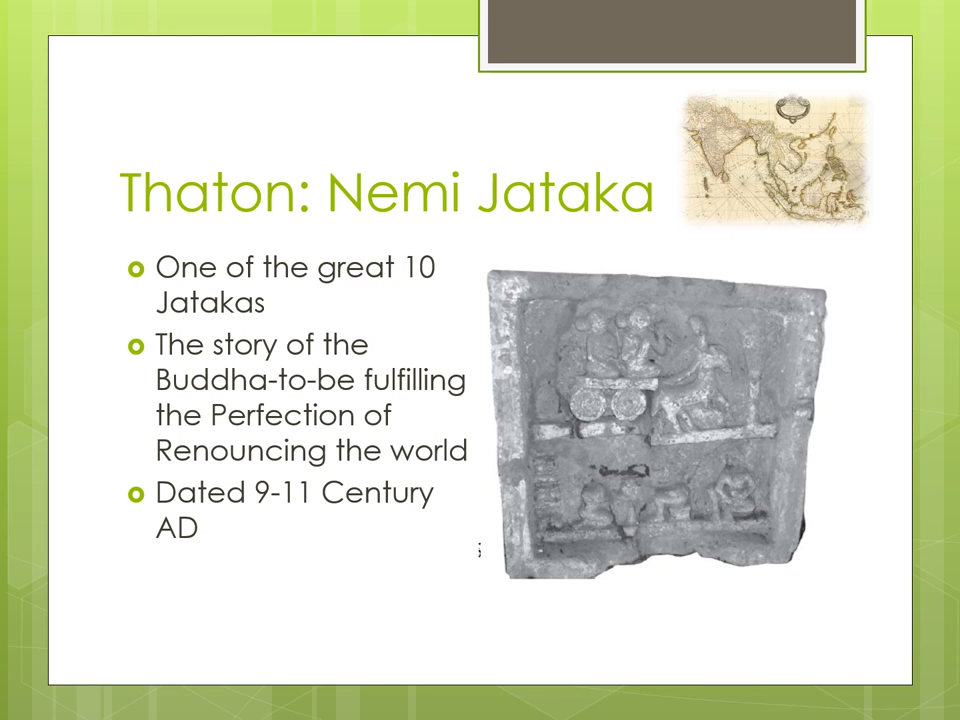 Thaton: Nemi Jataka
One of the great 10
Jatakas
The story of the
Buddha-to-be fulfilling
the Perfection of
Renouncing the world
Dated 9-11 Century
AD